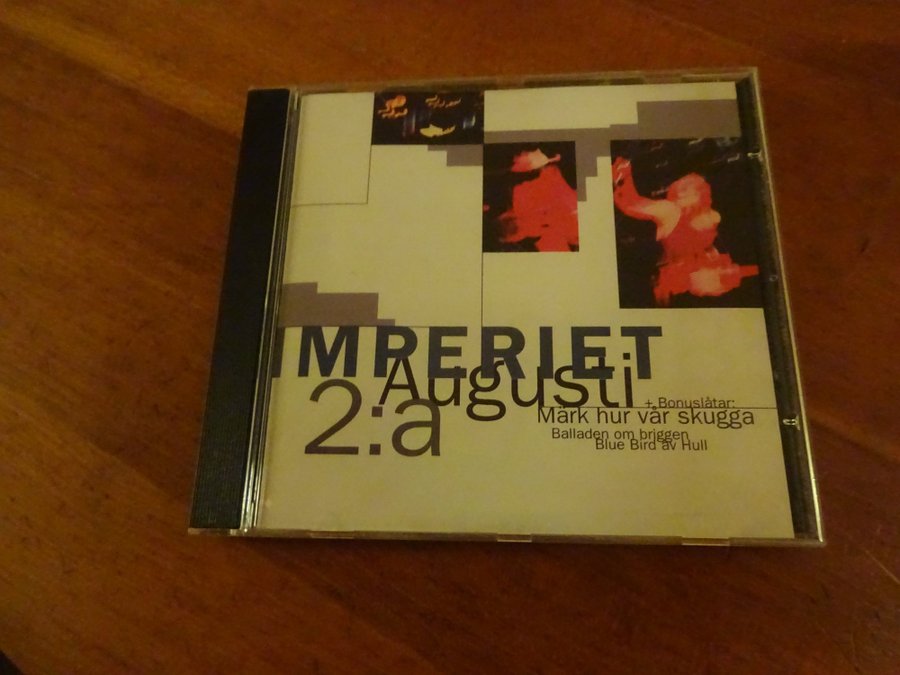 IMPERIET
2:a Augusti
+ Bonuslåtar:
Märk hur vår skugga
Balladen om briggen
Blue Bird av Hull